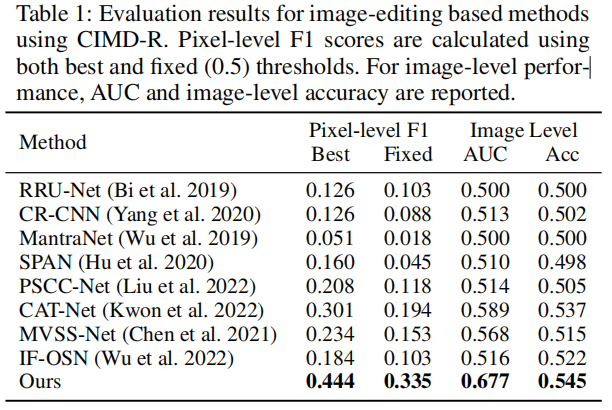 Table 1: Evaluation results for image-editing based methods
using CIMD-R. Pixel-level F1 scores are calculated using
both best and fixed (0.5) thresholds. For image-level perfor-
mance, AUC and image-level accuracy are reported.
Method Pixel-level F1 Image Level
Best Fixed AUC Acc
RRU-Net (Bi et al. 2019) 0.126 0.103 0.500 0.500
CR-CNN (Yang et al. 2020) 0.126 0.088 0.513 0.502
MantraNet (Wu et al. 2019) 0.051 0.018 0.500 0.500
SPAN (Hu et al. 2020) 0.160 0.045 0.510 0.498
PSCC-Net (Liu et al. 2022) 0.208 0.118 0.514 0.505
CAT-Net (Kwon et al. 2022) 0.301 0.194 0.589 0.537
MVSS-Net (Chen et al. 2021) 0.234 0.153 0.568 0.515
IF-OSN (Wu et al. 2022) 0.184 0.103 0.516 0.522
Ours 0.444 0.335 0.677 0.545